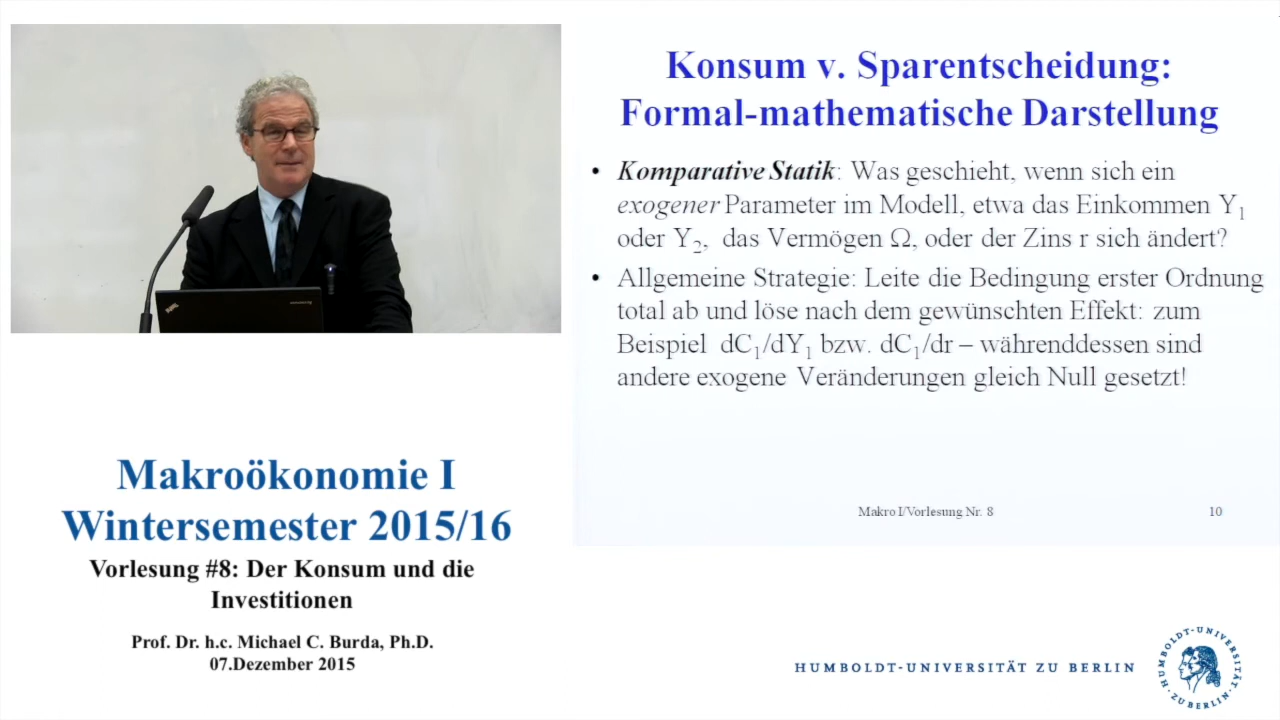 Konsum v. Sparentscheidung:
Formal-mathematische Darstellung
• Komparative Statik: Was geschieht, wenn sich ein
exogener Parameter im Modell, etwa das Einkommen Y₁
oder Y₂, das Vermögen Ω, oder der Zins r sich ändert?
• Allgemeine Strategie: Leite die Bedingung erster Ordnung
total ab und löse nach dem gewünschten Effekt: zum
Beispiel dC₁/dY₁ bzw. dC₁/dr – währenddessen sind
andere exogene Veränderungen gleich Null gesetzt!
Makro I/Vorlesung Nr. 8
10
Makroökonomie I
Wintersemester 2015/16
Vorlesung #8: Der Konsum und die
Investitionen
Prof. Dr. h.c. Michael C. Burda, Ph.D.
07.Dezember 2015
HUMBOLDT-UNIVERSITÄT ZU BERLIN
HUMBOLDT-UNIVERSITÄT ZU BERLIN